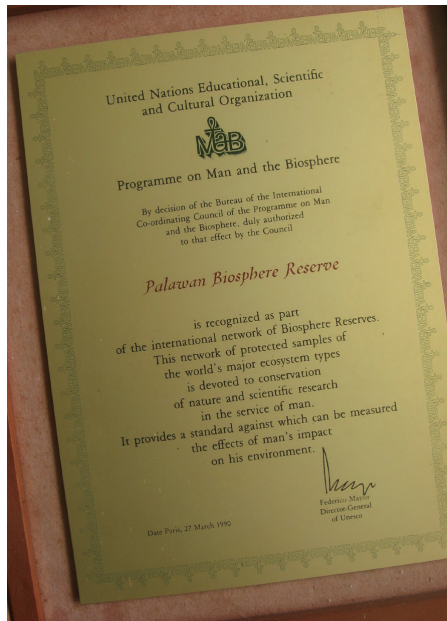 United Nations Educational, Scientific
and Cultural Organization
MaB
Programme on Man and the Biosphere
By decision of the Bureau of the International
Co-ordinating Council of the Programme on Man
and the Biosphere, duly authorized
to that effect by the Council
Palawan Biosphere Reserve
is recognized as part
of the international network of Biosphere Reserves.
This network of protected samples of
the world's major ecosystem types
is devoted to conservation
of nature and scientific research
in the service of man.
It provides a standard against which can be measured
the effects of man's impact
on his environment.
Federico Mayor
Director-General
of Unesco
Date Paris, 27 March 1990